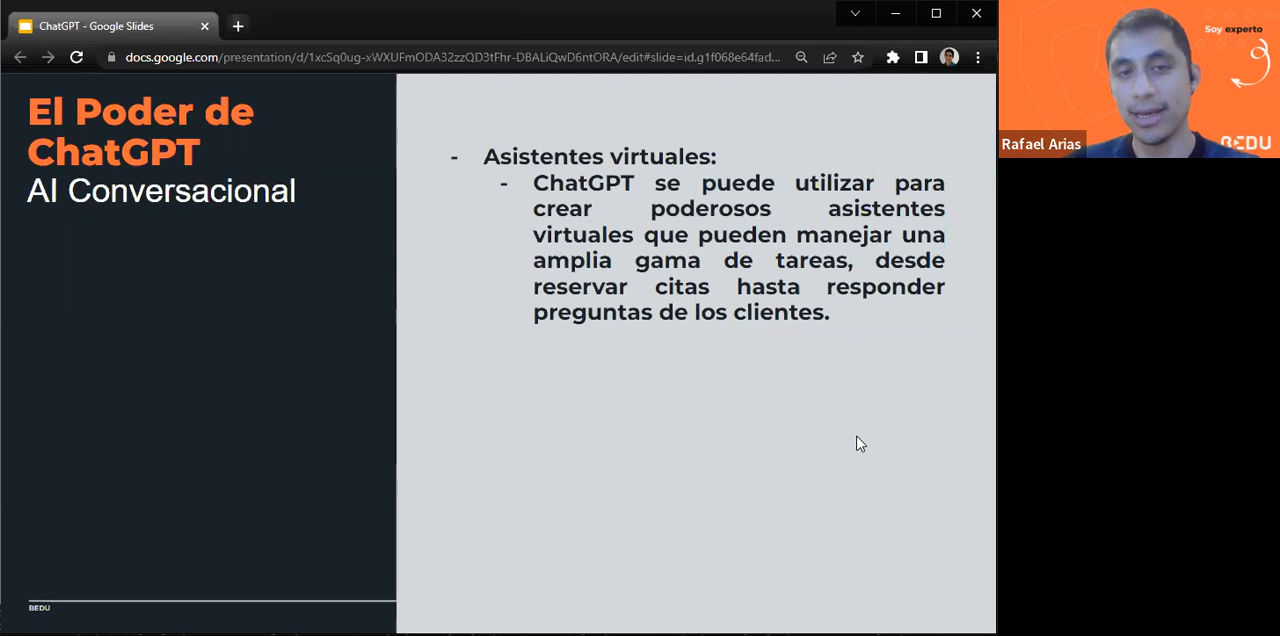 ChatGPT - Google Slides
docs.google.com/presentation/d/1xcSq0ug-xWXUFmODA32zzQD3tFhr-DBALiQwD6ntORA/edit#slide=id.g1f068e64fad...
El Poder de
ChatGPT
AI Conversacional
- Asistentes virtuales:
- ChatGPT se puede utilizar para
crear poderosos asistentes
virtuales que pueden manejar una
amplia gama de tareas, desde
reservar citas hasta responder
preguntas de los clientes.
BEDU
Soy experto
Rafael Arias
BEDU